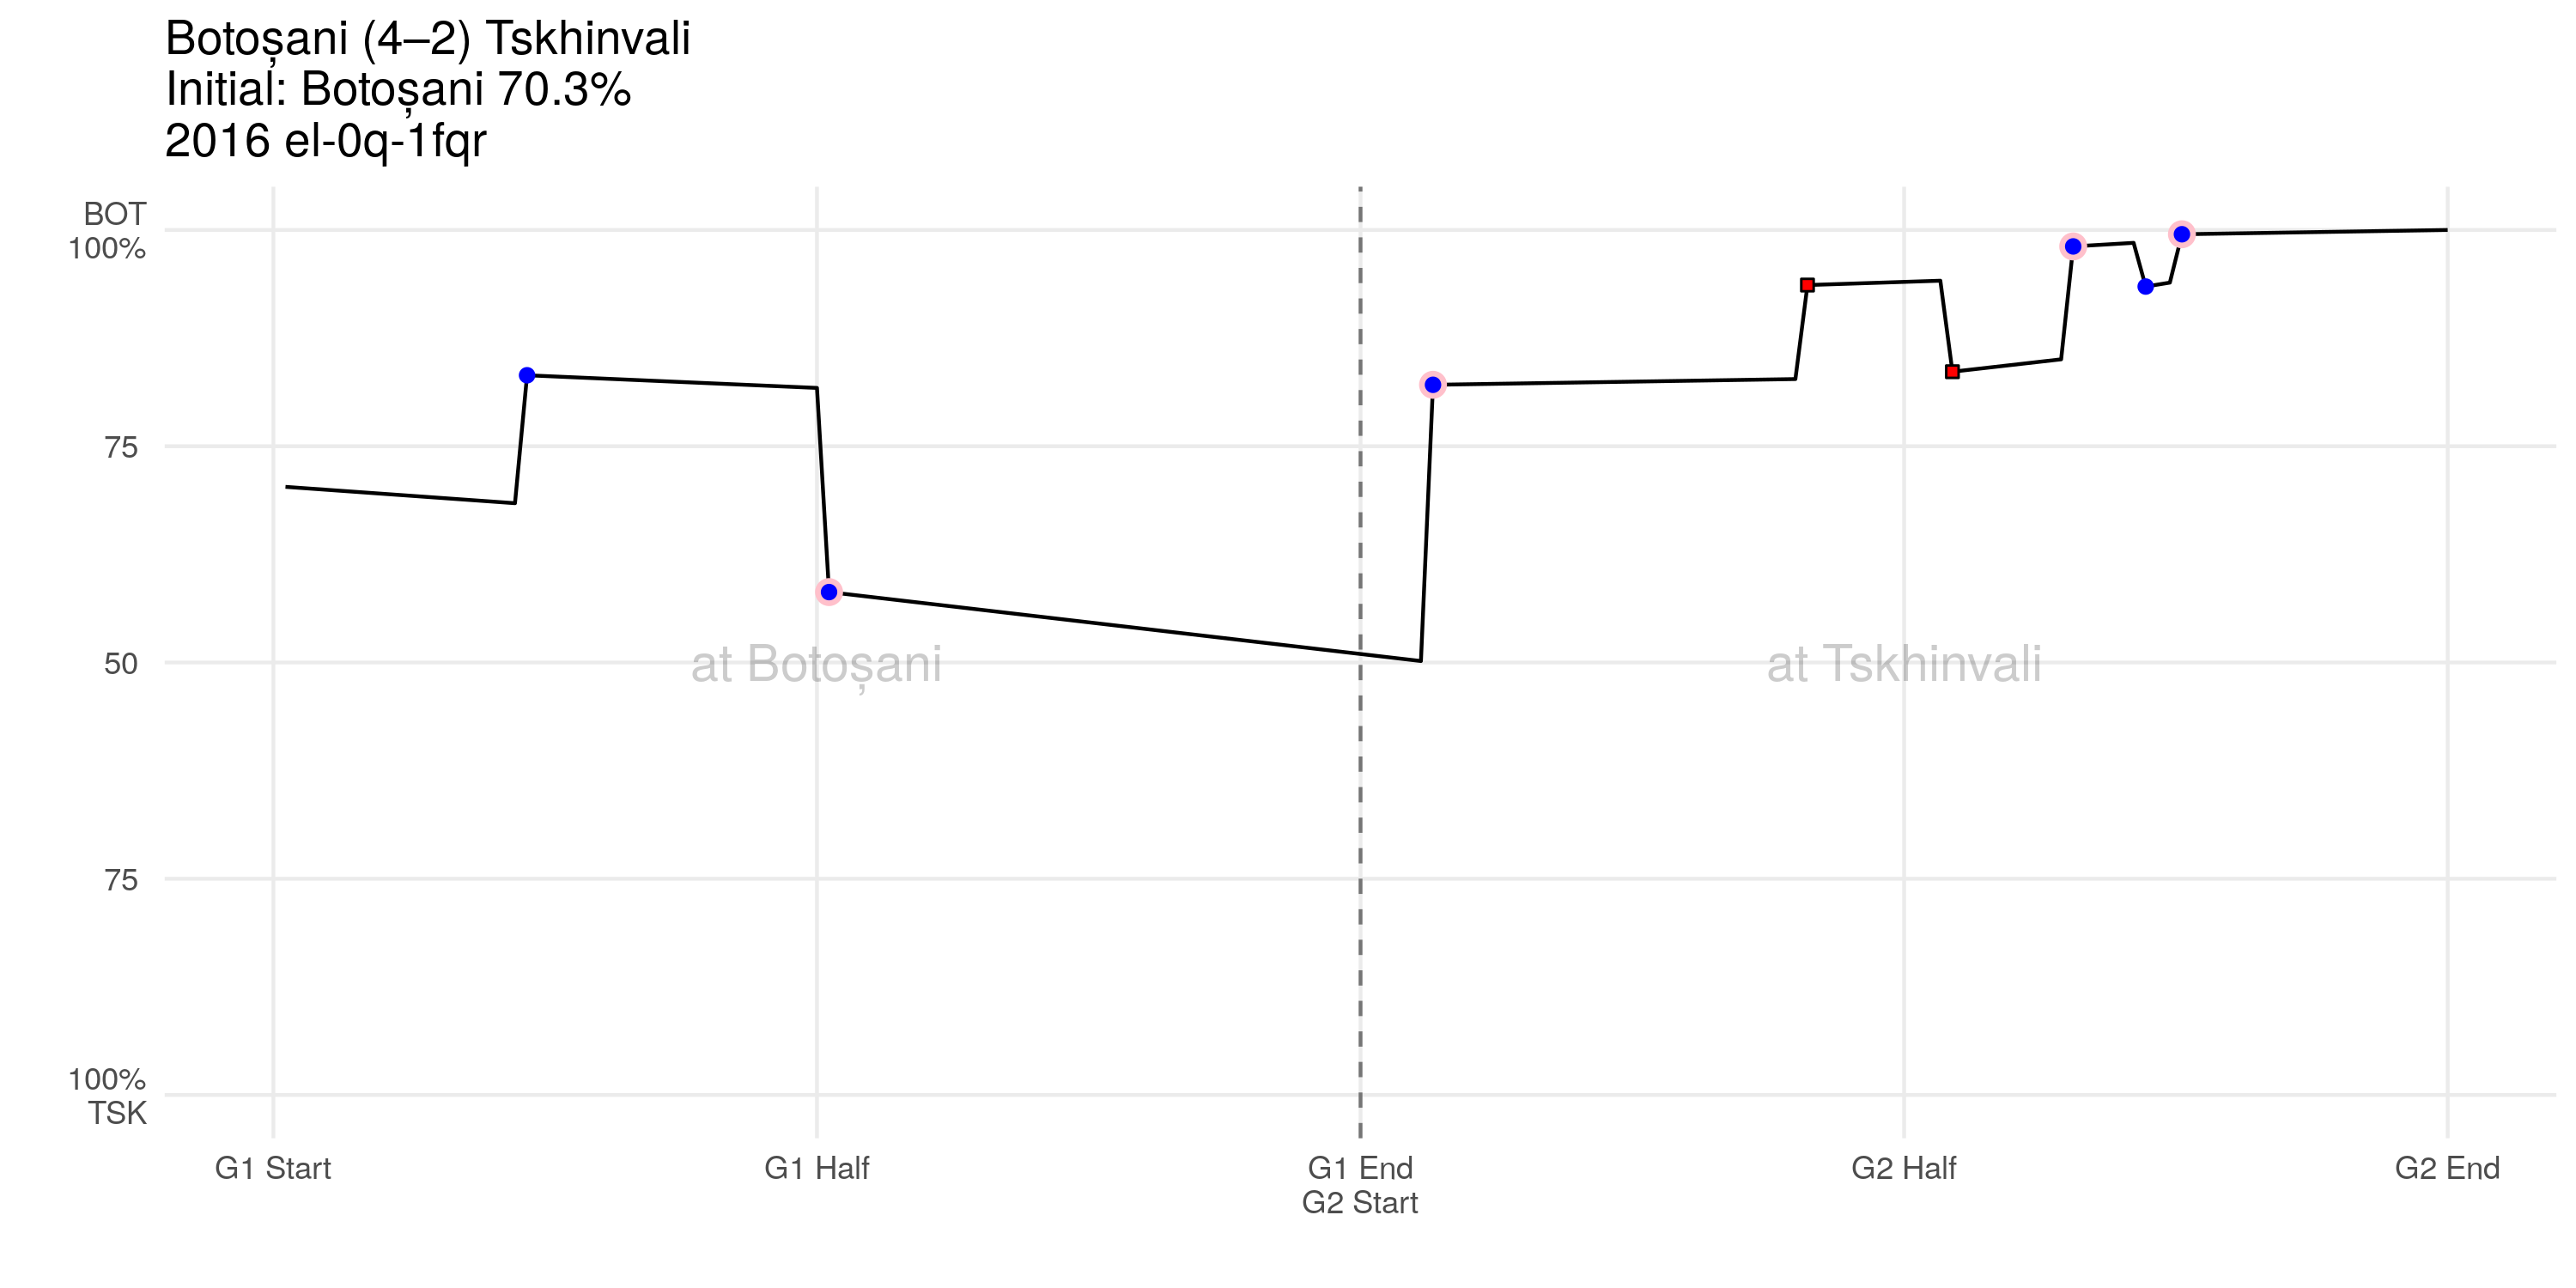 Botoșani (4–2) Tskhinvali
Initial: Botoșani 70.3%
2016 el-0q-1fqr
BOT
100%
75
50
75
100%
TSK
at Botoșani
at Tskhinvali
G1 Start
G1 Half
G1 End
G2 Start
G2 Half
G2 End